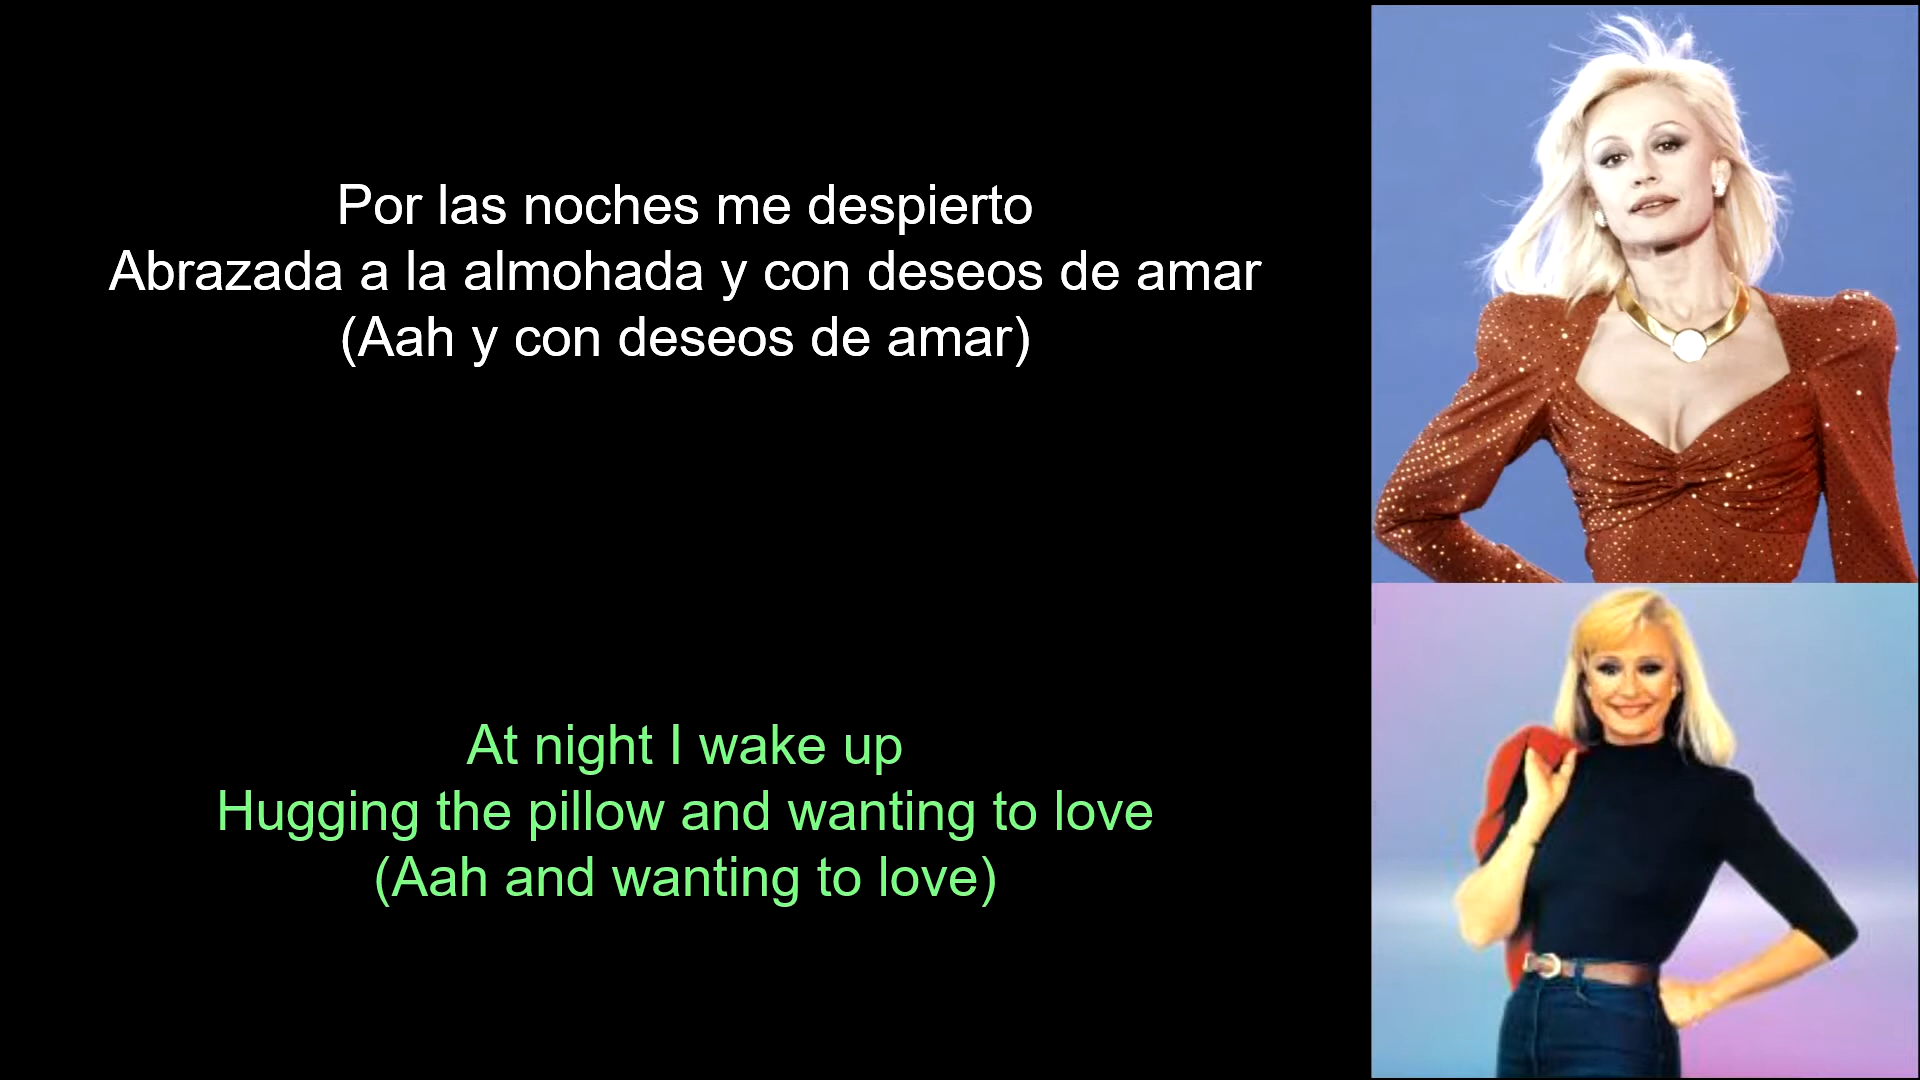 Por las noches me despierto
Abrazada a la almohada y con deseos de amar
(Aah y con deseos de amar)
At night I wake up
Hugging the pillow and wanting to love
(Aah and wanting to love)